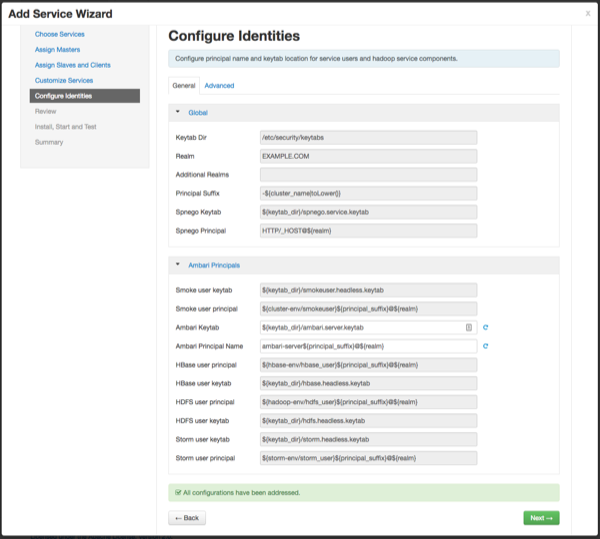 Add Service Wizard
x
Choose Services
Assign Masters
Assign Slaves and Clients
Customize Services
Configure Identities
Review
Install, Start and Test
Summary
Configure Identities
Configure principal name and keytab location for service users and hadoop service components.
General Advanced
Global
Keytab Dir /etc/security/keytabs
Realm EXAMPLE.COM
Additional Realms
Principal Suffix -${cluster_name|toLower()}
Spnego Keytab ${keytab_dir}/spnego.service.keytab
Spnego Principal HTTP/_HOST@${realm}
Ambari Principals
Smoke user keytab ${keytab_dir}/smokeuser.headless.keytab
Smoke user principal ${cluster-env/smokeuser}${principal_suffix}@${realm}
Ambari Keytab ${keytab_dir}/ambari.server.keytab
Ambari Principal Name ambari-server${principal_suffix}@${realm}
HBase user principal ${hbase-env/hbase_user}${principal_suffix}@${realm}
HBase user keytab ${keytab_dir}/hbase.headless.keytab
HDFS user principal ${hadoop-env/hdfs_user}${principal_suffix}@${realm}
HDFS user keytab ${keytab_dir}/hdfs.headless.keytab
Storm user keytab ${keytab_dir}/storm.headless.keytab
Storm user principal ${storm-env/storm_user}${principal_suffix}@${realm}
All configurations have been addressed.
← Back Next →